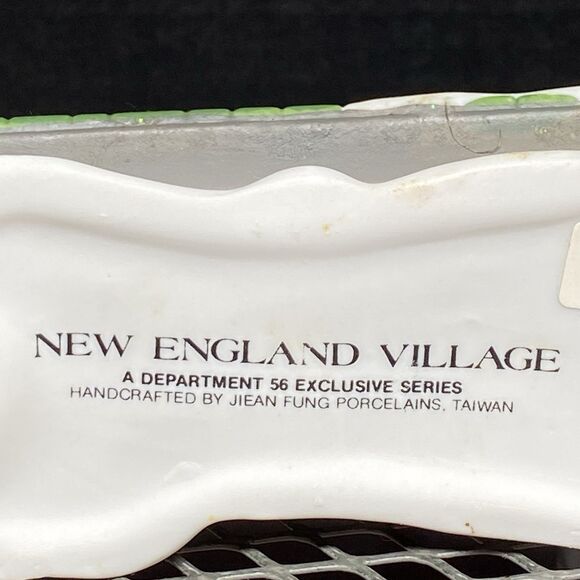 NEW ENGLAND VILLAGE
A DEPARTMENT 56 EXCLUSIVE SERIES
HANDCRAFTED BY JIEAN FUNG PORCELAINS, TAIWAN